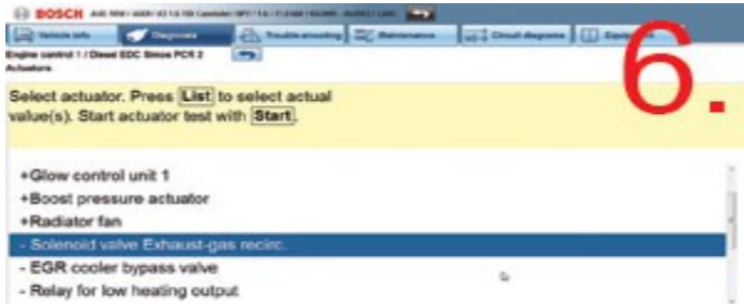 BOSCH
Vehicle info
Diagnosis
Trouble-shooting
Maintenance
Circuit diagrams
6.
Engine control 1 / Diesel EDC Simos PCR 2
Actuators
Select actuator. Press List to select actual
value(s). Start actuator test with Start.
+Glow control unit 1
+Boost pressure actuator
+Radiator fan
- Solenoid valve Exhaust-gas recirc.
- EGR cooler bypass valve
- Relay for low heating output